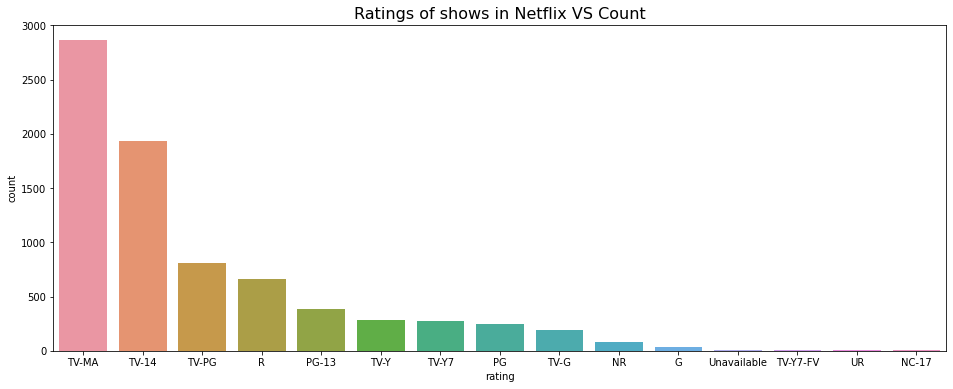 Ratings of shows in Netflix VS Count
3000
2500
2000
1500
1000
500
0
count
TV-MA TV-14 TV-PG R PG-13 TV-Y TV-Y7 PG TV-G NR G Unavailable TV-Y7-FV UR NC-17
rating